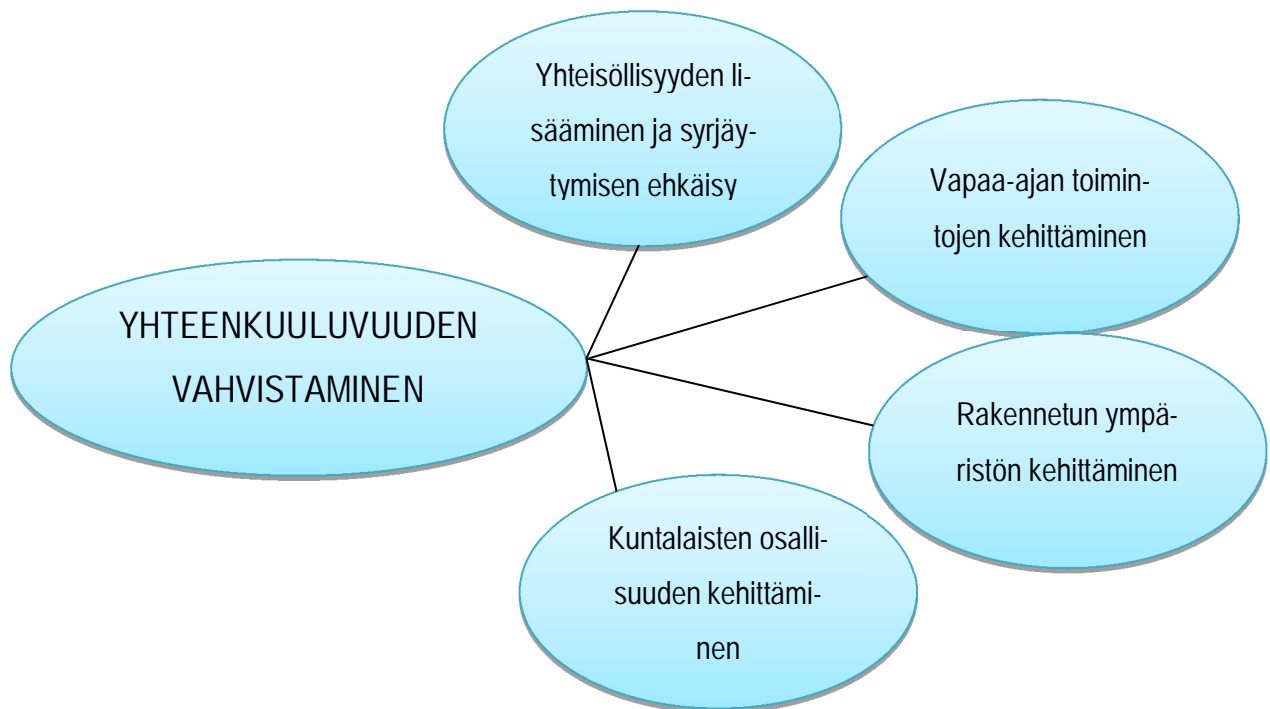 Yhteisöllisyyden li-
sääminen ja syrjäy-
tymisen ehkäisy
Vapaa-ajan toimin-
tojen kehittäminen
YHTEENKUULUVUUDEN
VAHVISTAMINEN
Rakennetun ympä-
ristön kehittäminen
Kuntalaisten osalli-
suuden kehittämi-
nen